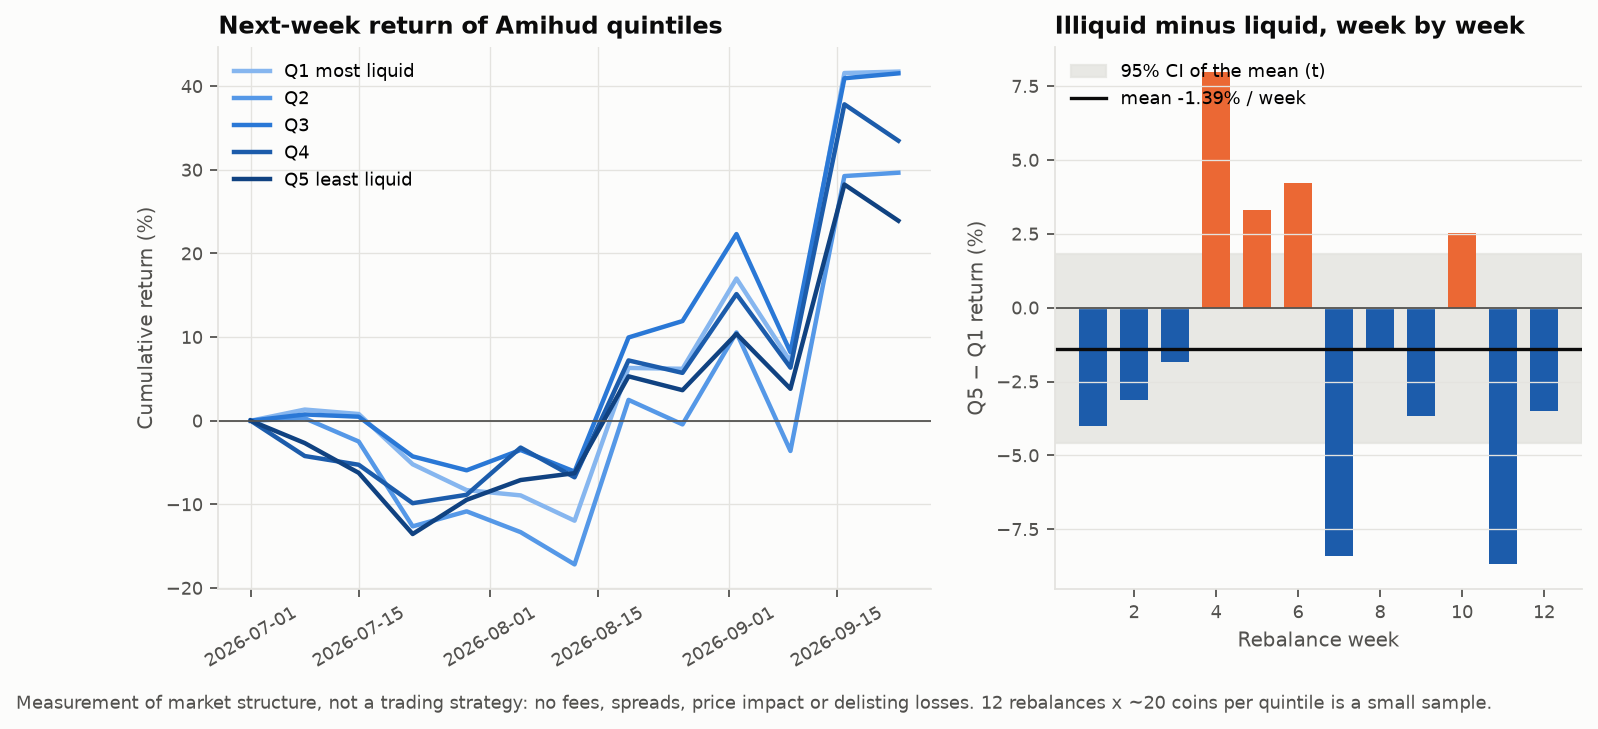 Next-week return of Amihud quintiles
Q1 most liquid
Q2
Q3
Q4
Q5 least liquid
Cumulative return (%)
40
30
20
10
0
−10
−20
2026-07-01
2026-07-15
2026-08-01
2026-08-15
2026-09-01
2026-09-15
Illiquid minus liquid, week by week
95% CI of the mean (t)
mean -1.39% / week
Q5 − Q1 return (%)
7.5
5.0
2.5
0.0
−2.5
−5.0
−7.5
2
4
6
8
10
12
Rebalance week
Measurement of market structure, not a trading strategy: no fees, spreads, price impact or delisting losses. 12 rebalances x ~20 coins per quintile is a small sample.